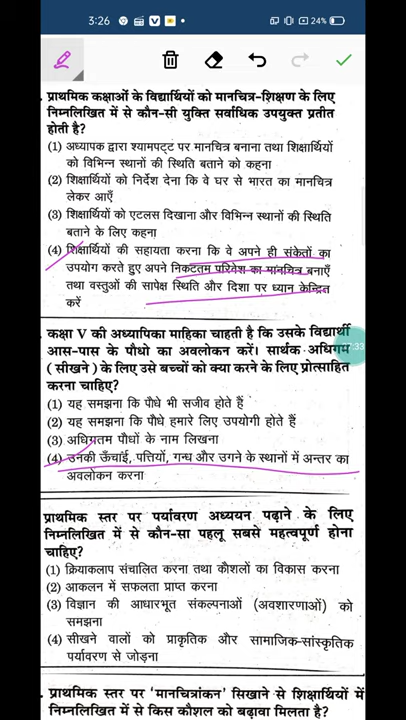 3:26
24%
प्राथमिक कक्षाओं के विद्यार्थियों को मानचित्र-शिक्षण के लिए
निम्नलिखित में से कौन-सी युक्ति सर्वाधिक उपयुक्त प्रतीत
होती है?
(1) अध्यापक द्वारा श्यामपट्ट पर मानचित्र बनाना तथा शिक्षार्थियों
को विभिन्न स्थानों की स्थिति बताने को कहना
(2) शिक्षार्थियों को निर्देश देना कि वे घर से भारत का मानचित्र
लेकर आएँ
(3) शिक्षार्थियों को एटलस दिखाना और विभिन्न स्थानों की स्थिति
बताने के लिए कहना
(4) शिक्षार्थियों की सहायता करना कि वे अपने ही संकेतों का
उपयोग करते हुए अपने निकटतम परिवेश का मानचित्र बनाएँ
तथा वस्तुओं की सापेक्ष स्थिति और दिशा पर ध्यान केन्द्रित
करें
कक्षा V की अध्यापिका माहिका चाहती है कि उसके विद्यार्थी
आस-पास के पौधो का अवलोकन करें। सार्थक अधिगम
(सीखने) के लिए उसे बच्चों को क्या करने के लिए प्रोत्साहित
करना चाहिए?
(1) यह समझना कि पौधे भी सजीव होते हैं
(2) यह समझना कि पौधे हमारे लिए उपयोगी होते हैं
(3) अधिगतम पौधों के नाम लिखना
(4) उनकी ऊँचाई, पत्तियों, गन्ध और उगने के स्थानों में अन्तर का
अवलोकन करना
प्राथमिक स्तर पर पर्यावरण अध्ययन पढ़ाने के लिए
निम्नलिखित में से कौन-सा पहलू सबसे महत्वपूर्ण होना
चाहिए?
(1) क्रियाकलाप संचालित करना तथा कौशलों का विकास करना
(2) आकलन में सफलता प्राप्त करना
(3) विज्ञान की आधारभूत संकल्पनाओं (अवशारणाओं) को
समझना
(4) सीखने वालों को प्राकृतिक और सामाजिक-सांस्कृतिक
पर्यावरण से जोड़ना
प्राथमिक स्तर पर 'मानचित्रांकन' सिखाने से शिक्षार्थियों में
निम्नलिखित में से किस कौशल को बढ़ावा मिलता है?